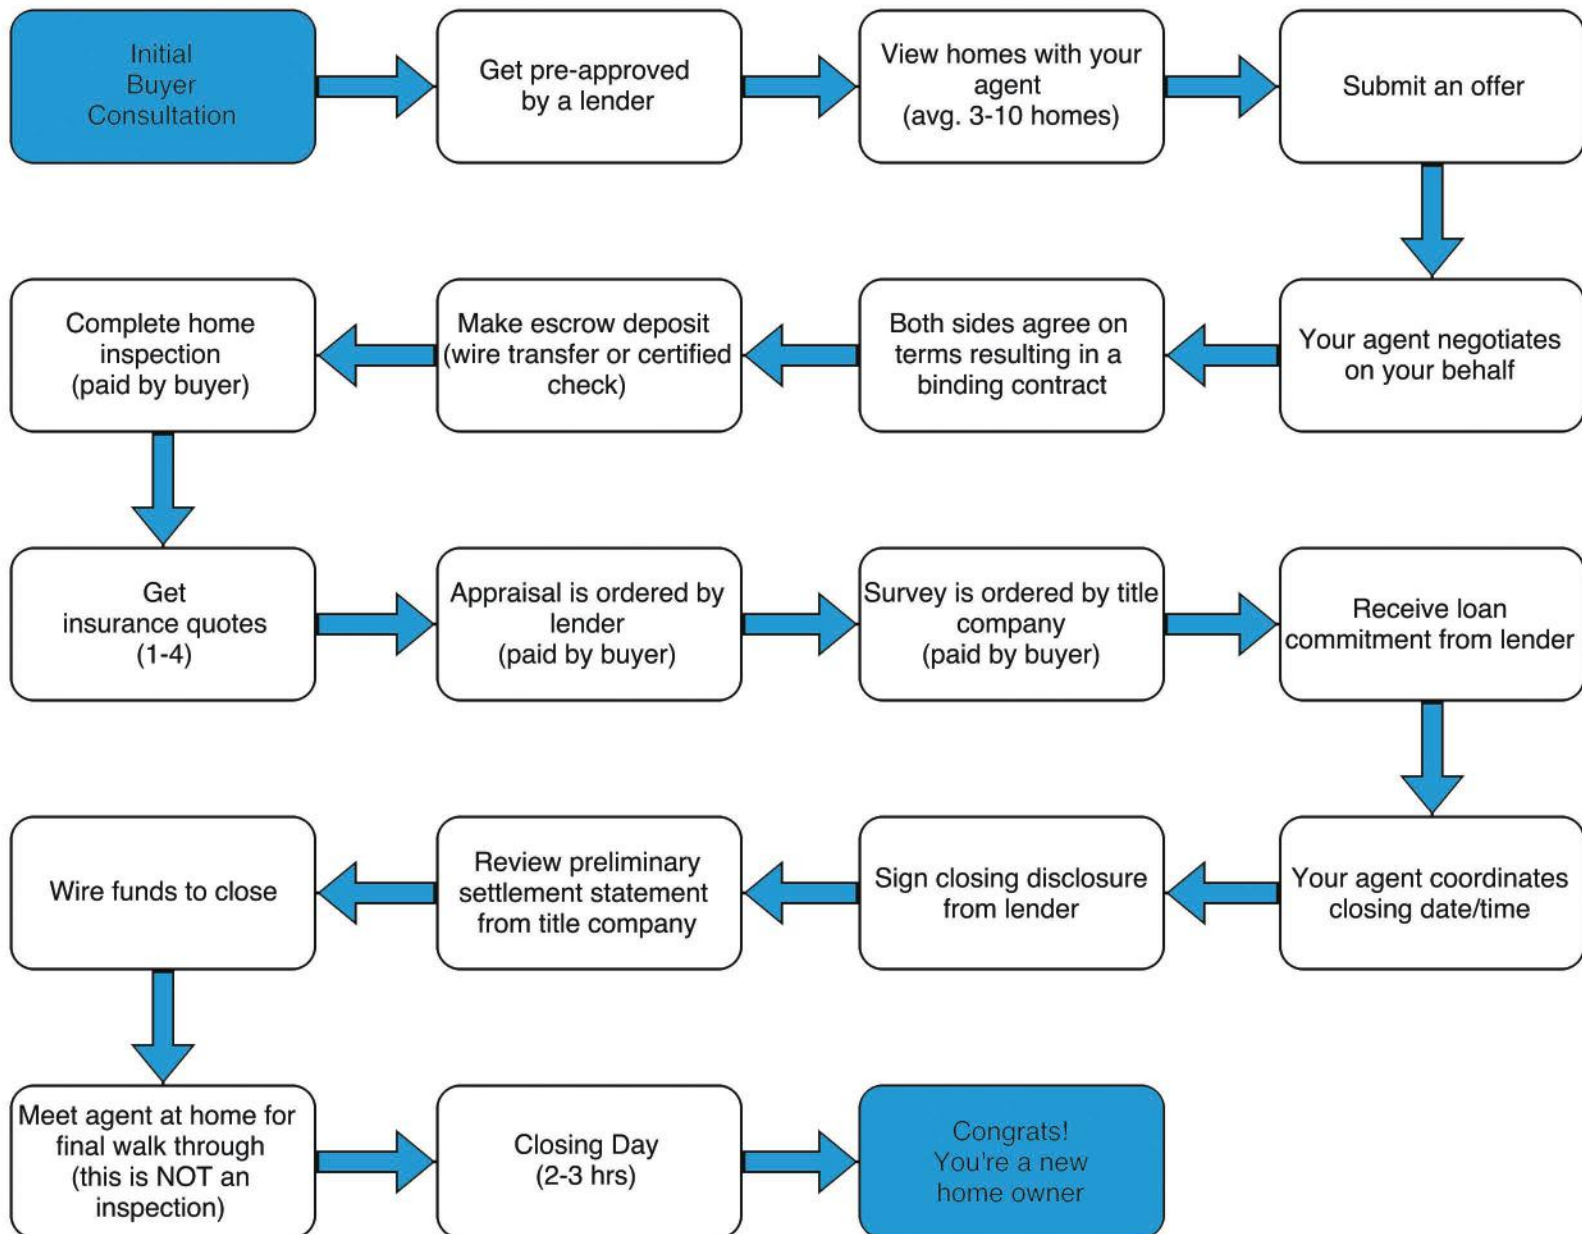 Initial
Buyer
Consultation
Get pre-approved
by a lender
View homes with your
agent
(avg. 3-10 homes)
Submit an offer
Your agent negotiates
on your behalf
Both sides agree on
terms resulting in a
binding contract
Make escrow deposit
(wire transfer or certified
check)
Complete home
inspection
(paid by buyer)
Get
insurance quotes
(1-4)
Appraisal is ordered by
lender
(paid by buyer)
Survey is ordered by title
company
(paid by buyer)
Receive loan
commitment from lender
Your agent coordinates
closing date/time
Sign closing disclosure
from lender
Review preliminary
settlement statement
from title company
Wire funds to close
Meet agent at home for
final walk through
(this is NOT an
inspection)
Closing Day
(2-3 hrs)
Congrats!
You're a new
home owner